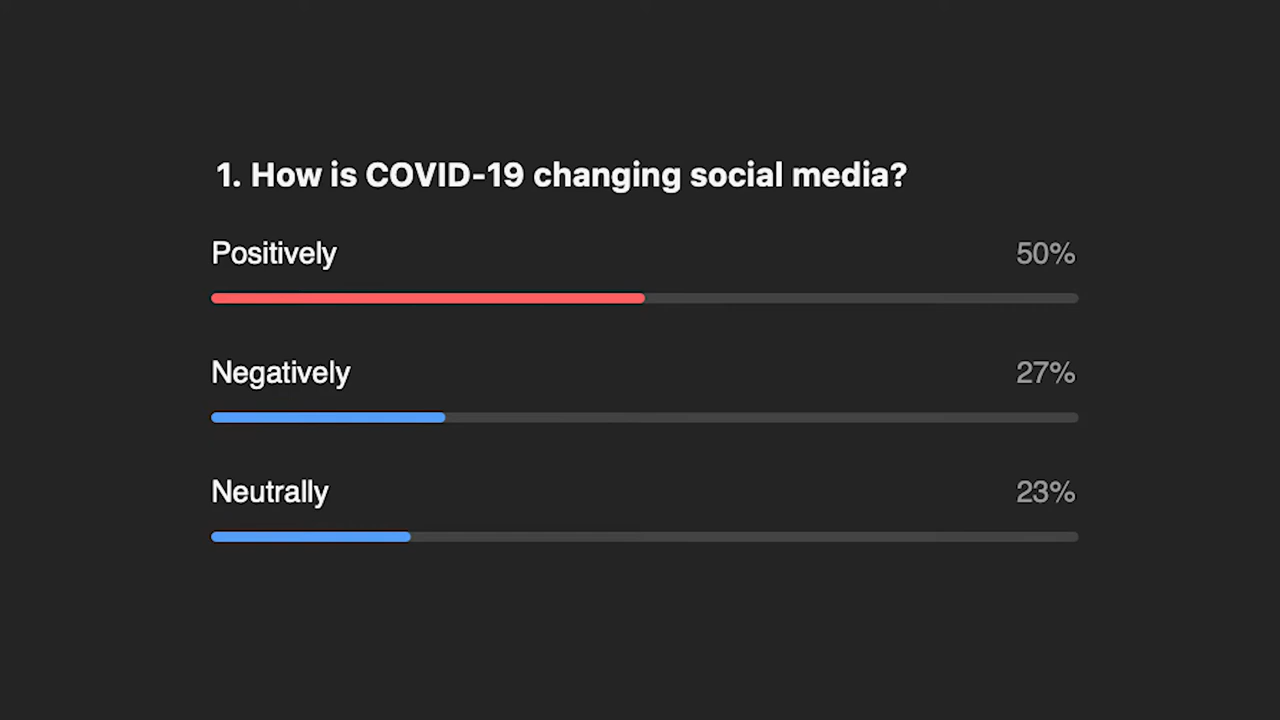 1. How is COVID-19 changing social media?
Positively 50%
Negatively 27%
Neutrally 23%